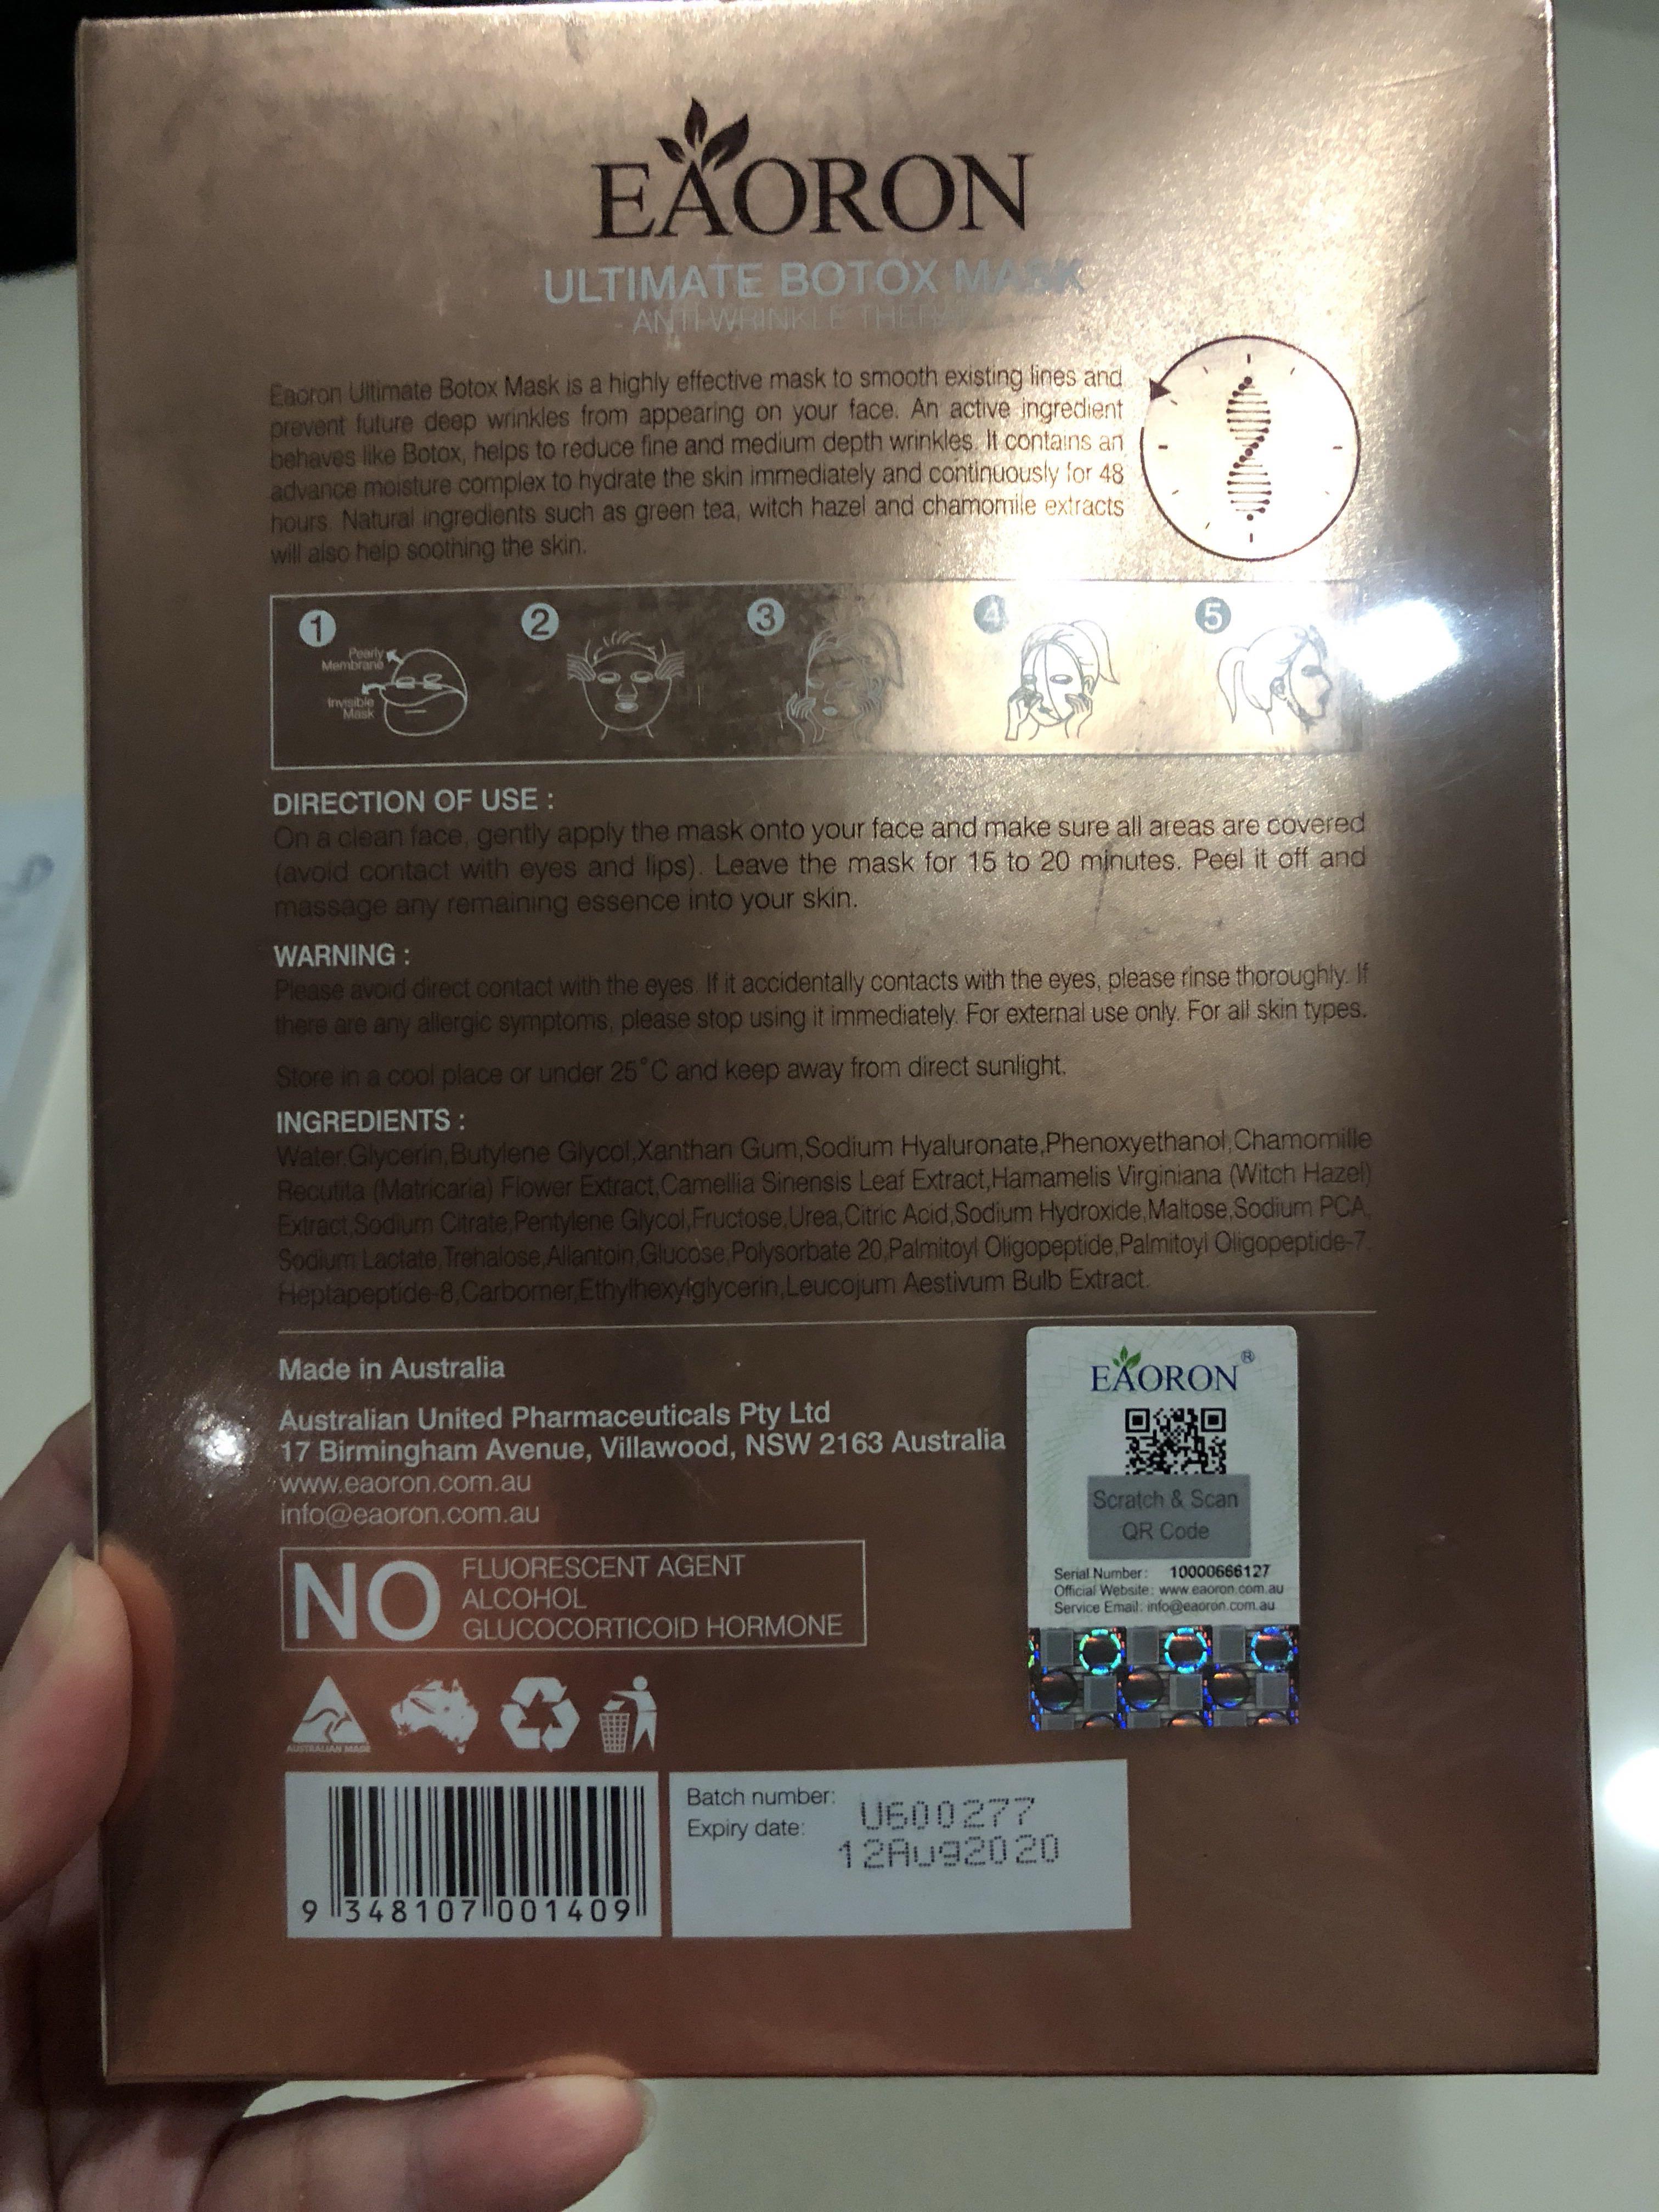 EAORON
ULTIMATE BOTOX MASK
- ANTI-WRINKLE
Eaoron Ultimate Botox Mask is a highly effective mask to smooth existing lines and
prevent future deep wrinkles from appearing on your face. An active ingredient
behaves like Botox, helps to reduce fine and medium depth wrinkles. It contains an
advance moisture complex to hydrate the skin immediately and continuously for 48
hours. Natural ingredients such as green tea, witch hazel and chamomile extracts
will also help soothing the skin.
1
2
3
4
5
Pearly
Membrane
Invisible
Mask
DIRECTION OF USE :
On a clean face, gently apply the mask onto your face and make sure all areas are covered
(avoid contact with eyes and lips). Leave the mask for 15 to 20 minutes. Peel it off and
massage any remaining essence into your skin.
WARNING :
Please avoid direct contact with the eyes. If it accidentally contacts with the eyes, please rinse thoroughly. If
there are any allergic symptoms, please stop using it immediately. For external use only. For all skin types.
Store in a cool place or under 25°C and keep away from direct sunlight.
INGREDIENTS :
Water,Glycerin,Butylene Glycol,Xanthan Gum,Sodium Hyaluronate,Phenoxyethanol,Chamomille
Recutita (Matricaria) Flower Extract,Camellia Sinensis Leaf Extract,Hamamelis Virginiana (Witch Hazel)
Extract,Sodium Citrate,Pentylene Glycol,Fructose,Urea,Citric Acid,Sodium Hydroxide,Maltose,Sodium PCA,
Sodium Lactate,Trehalose,Allantoin,Glucose,Polysorbate 20,Palmitoyl Oligopeptide,Palmitoyl Oligopeptide-7,
Heptapeptide-8,Carbomer,Ethylhexylglycerin,Leucojum Aestivum Bulb Extract.
Made in Australia
Australian United Pharmaceuticals Pty Ltd
17 Birmingham Avenue, Villawood, NSW 2163 Australia
www.eaoron.com.au
info@eaoron.com.au
NO
FLUORESCENT AGENT
ALCOHOL
GLUCOCORTICOID HORMONE
EAORON®
Scratch & Scan
QR Code
Serial Number: 10000666127
Official Website: www.eaoron.com.au
Service Email: info@eaoron.com.au
AUSTRALIAN MADE
9 348107 001409
Batch number: U600277
Expiry date: 12Aug2020